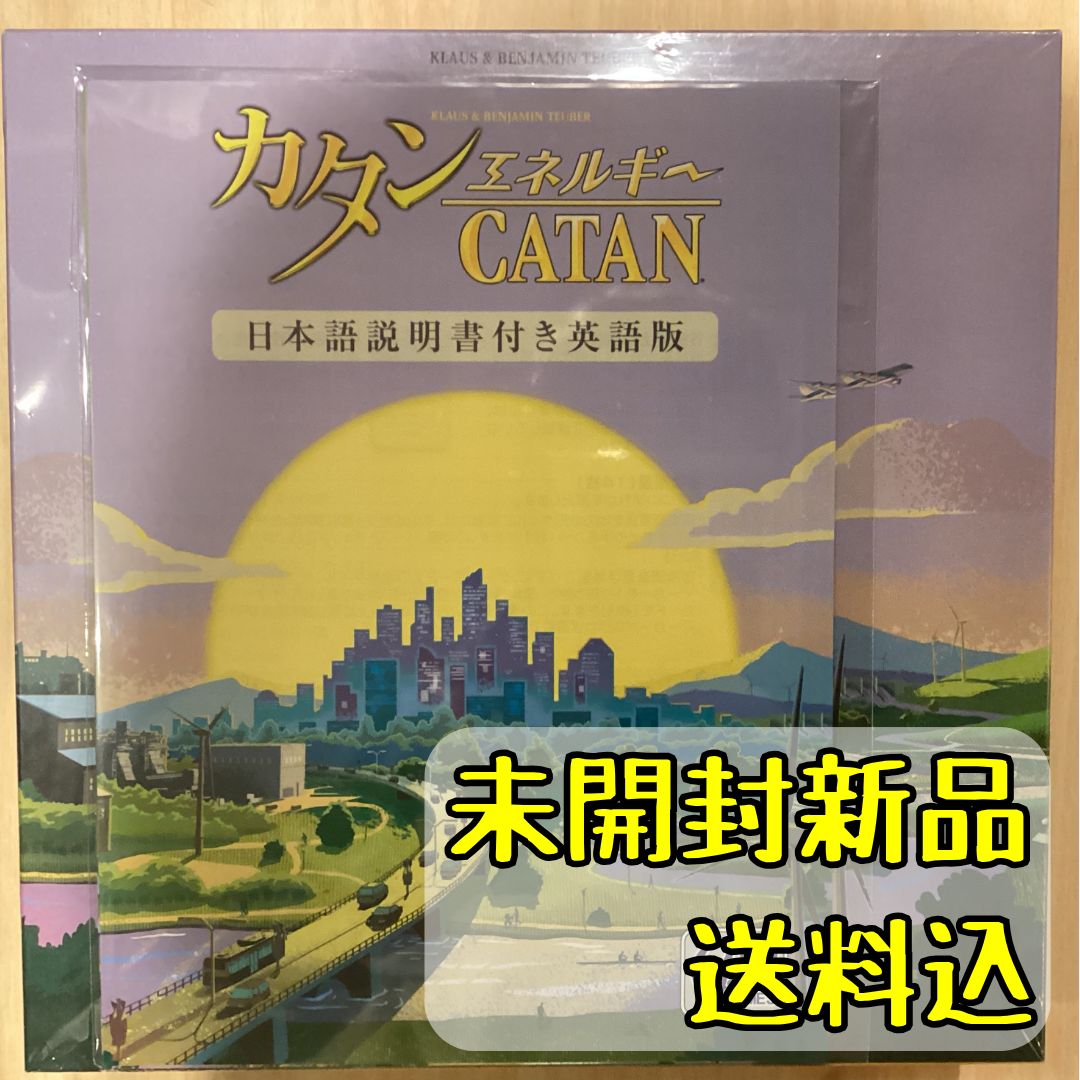 KLAUS & BENJAMIN TEUBER
KLAUS & BENJAMIN TEUBER
カタン エネルギー
CATAN
日本語説明書付き英語版
未開封新品
送料込